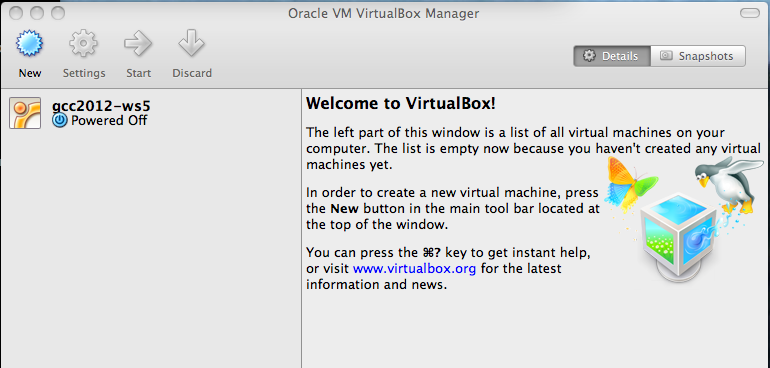 Oracle VM VirtualBox Manager
New Settings Start Discard
Details Snapshots
gcc2012-ws5
Powered Off
Welcome to VirtualBox!
The left part of this window is a list of all virtual machines on your
computer. The list is empty now because you haven't created any virtual
machines yet.
In order to create a new virtual machine, press
the New button in the main tool bar located at
the top of the window.
You can press the ⌘? key to get instant help,
or visit www.virtualbox.org for the latest
information and news.